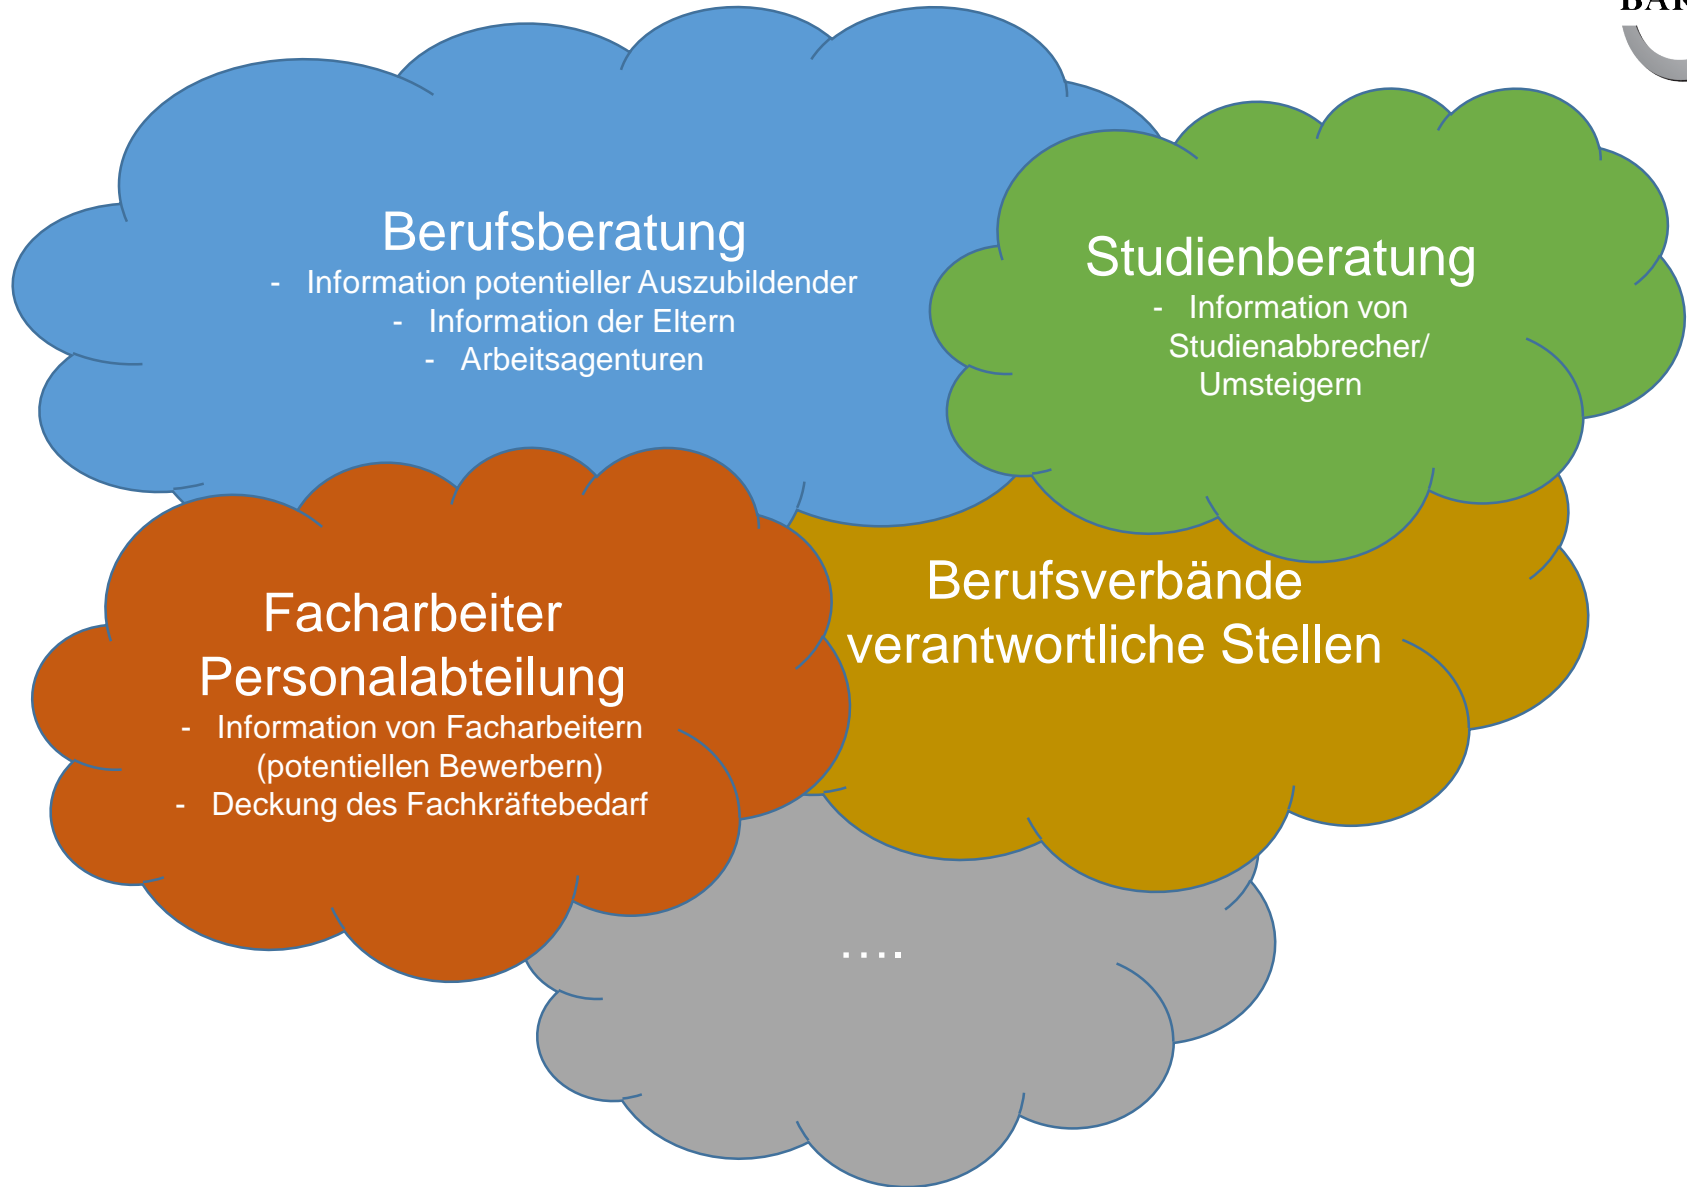 Berufsberatung
- Information potentieller Auszubildender
- Information der Eltern
- Arbeitsagenturen
Studienberatung
- Information von
Studienabbrecher/
Umsteigern
Facharbeiter
Personalabteilung
- Information von Facharbeitern
(potentiellen Bewerbern)
- Deckung des Fachkräftebedarf
Berufsverbände
verantwortliche Stellen
....